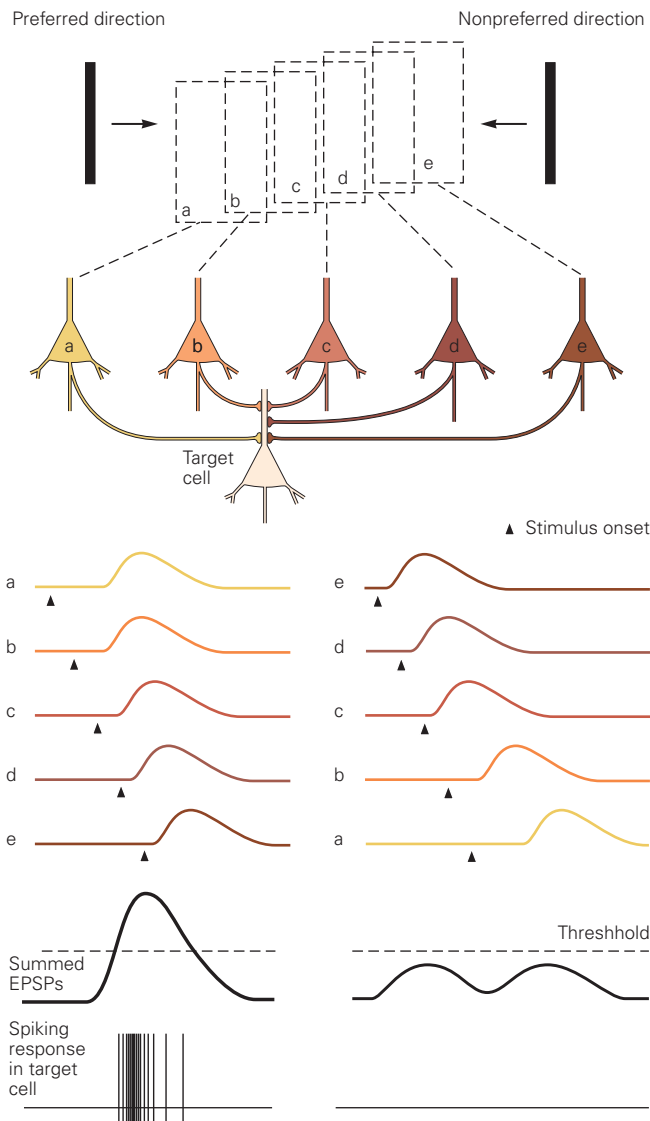 Preferred direction
Nonpreferred direction
e
d
c
b
a
a
b
c
d
e
Target
cell
▲ Stimulus onset
a
e
b
d
c
c
d
b
e
a
Threshhold
Summed
EPSPs
Spiking
response
in target
cell